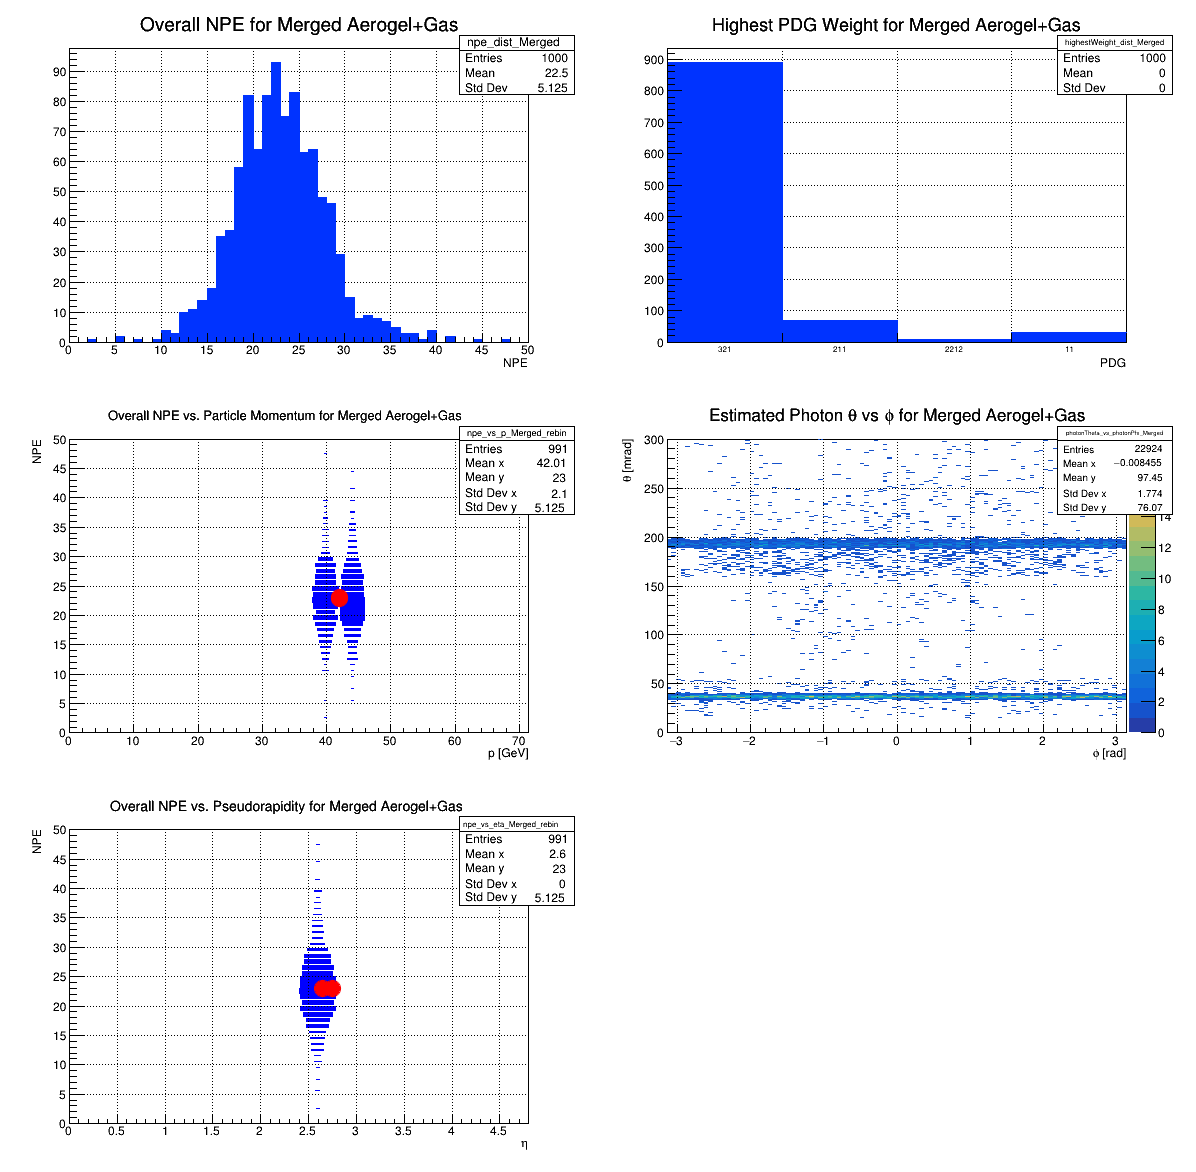 Overall NPE for Merged Aerogel+Gas
npe_dist_Merged
Entries 1000
Mean 22.5
Std Dev 5.125
90
80
70
60
50
40
30
20
10
0
0 5 10 15 20 25 30 35 40 45 50
NPE
Highest PDG Weight for Merged Aerogel+Gas
highestWeight_dist_Merged
Entries 1000
Mean 0
Std Dev 0
900
800
700
600
500
400
300
200
100
0
321 211 2212 11
PDG
Overall NPE vs. Particle Momentum for Merged Aerogel+Gas
npe_vs_p_Merged_rebin
Entries 991
Mean x 42.01
Mean y 23
Std Dev x 2.1
Std Dev y 5.125
NPE
50
45
40
35
30
25
20
15
10
5
0
0 10 20 30 40 50 60 70
p [GeV]
Estimated Photon θ vs ϕ for Merged Aerogel+Gas
photonTheta_vs_photonPhi_Merged
Entries 22924
Mean x −0.008455
Mean y 97.45
Std Dev x 1.774
Std Dev y 76.07
θ [mrad]
300
250
200
150
100
50
0
−3 −2 −1 0 1 2 3
ϕ [rad]
14
12
10
8
6
4
2
0
Overall NPE vs. Pseudorapidity for Merged Aerogel+Gas
npe_vs_eta_Merged_rebin
Entries 991
Mean x 2.6
Mean y 23
Std Dev x 0
Std Dev y 5.125
NPE
50
45
40
35
30
25
20
15
10
5
0
0 0.5 1 1.5 2 2.5 3 3.5 4 4.5
η